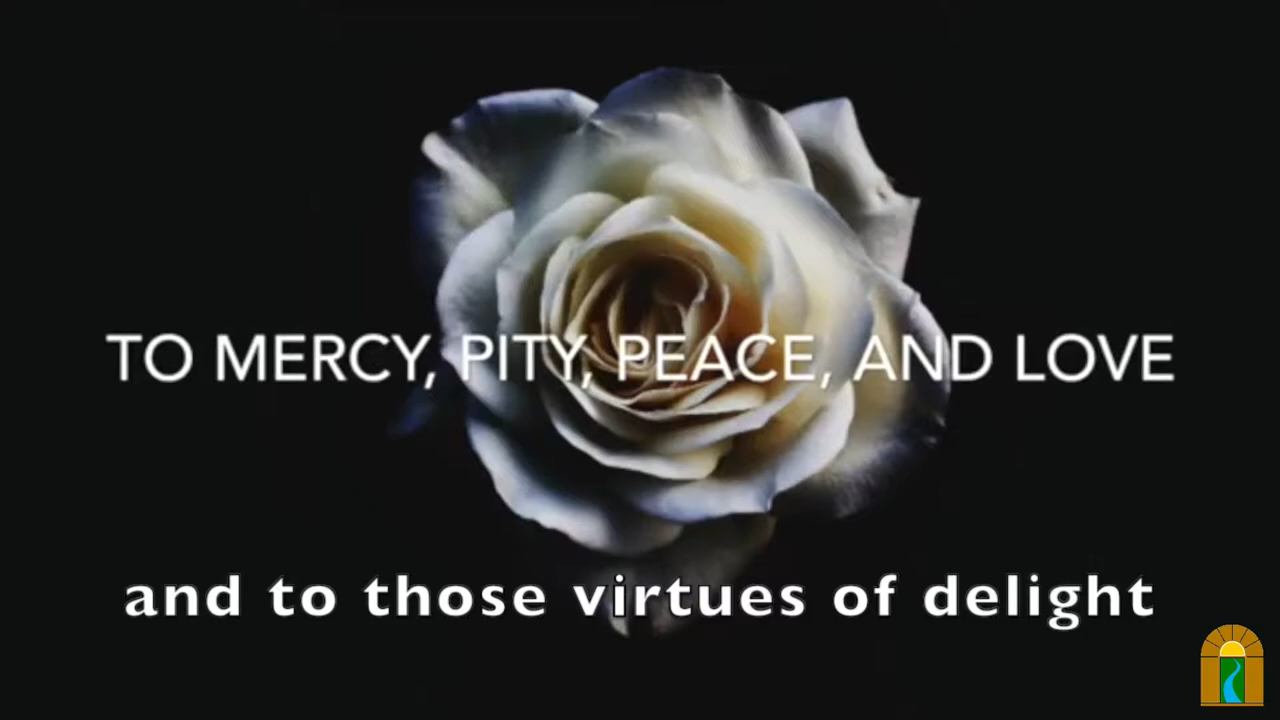 TO MERCY, PITY, PEACE, AND LOVE
and to those virtues of delight